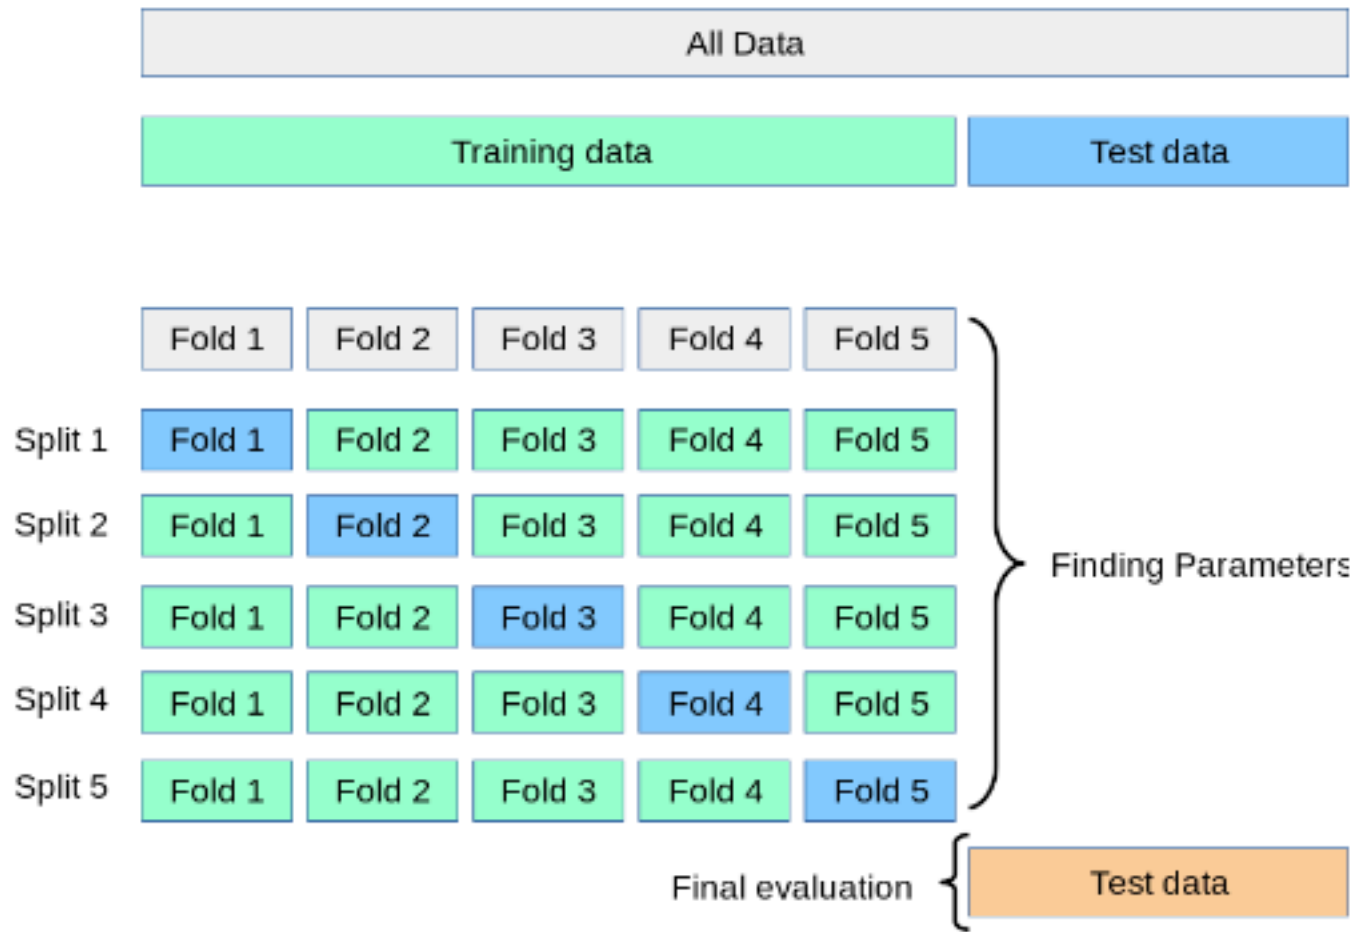 All Data
Training data Test data
Fold 1 Fold 2 Fold 3 Fold 4 Fold 5
Split 1 Fold 1 Fold 2 Fold 3 Fold 4 Fold 5
Split 2 Fold 1 Fold 2 Fold 3 Fold 4 Fold 5
Finding Parameters
Split 3 Fold 1 Fold 2 Fold 3 Fold 4 Fold 5
Split 4 Fold 1 Fold 2 Fold 3 Fold 4 Fold 5
Split 5 Fold 1 Fold 2 Fold 3 Fold 4 Fold 5
Final evaluation Test data